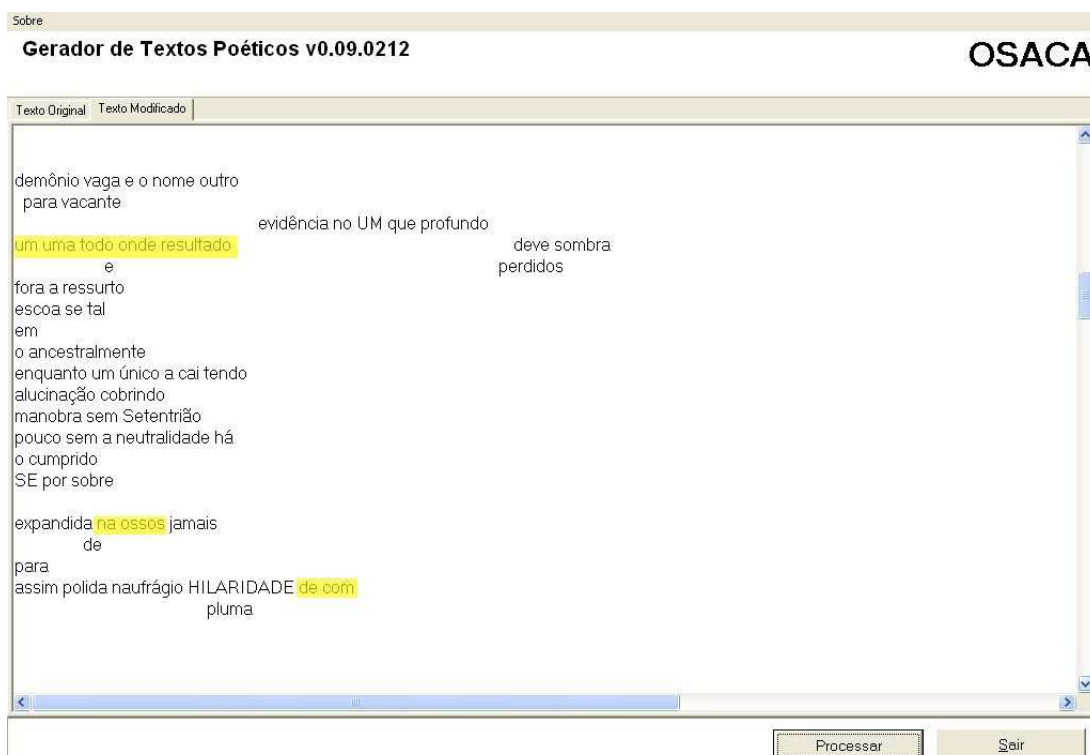 Sobre
Gerador de Textos Poéticos v0.09.0212 OSACA
Texto Original Texto Modificado
demônio vaga e o nome outro
para vacante
evidência no UM que profundo
um uma todo onde resultado deve sombra
e perdidos
fora a ressurto
escoa se tal
em
o ancestralmente
enquanto um único a cai tendo
alucinação cobrindo
manobra sem Setentrião
pouco sem a neutralidade há
o cumprido
SE por sobre
expandida na ossos jamais
de
para
assim polida naufrágio HILARIDADE de com
pluma
Processar Sair